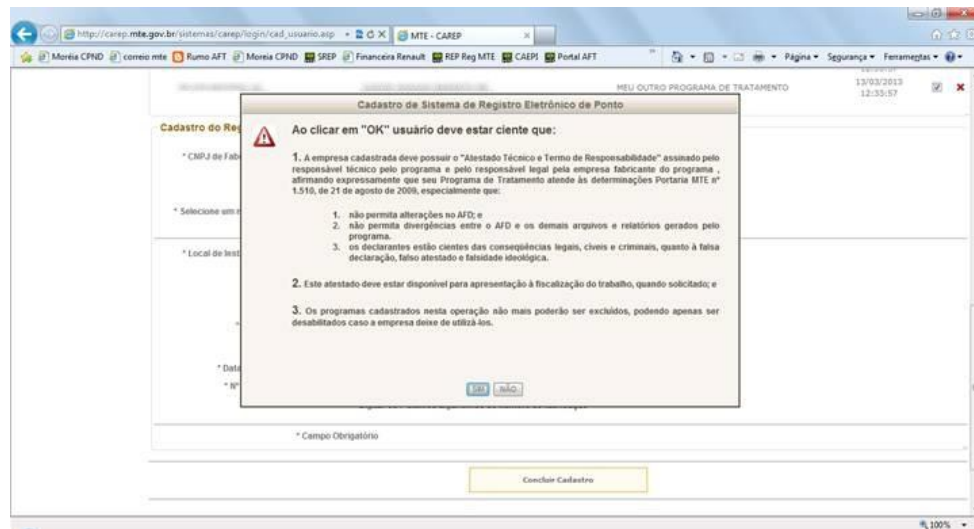 http://carep.mte.gov.br/sistemas/carep/login/cad_usuario.asp
MTE - CAREP
Moréia CPND correio mte Rumo AFT Moreia CPND SREP Financeira Renault REP Reg MTE CAEPI Portal AFT
Página Segurança Ferramentas
MEU OUTRO PROGRAMA DE TRATAMENTO
13/03/2013
12:35:57
Cadastro do Reg
* CNPJ de Fab
* Selecione um r
* Local de Inst
* Data
* Nº
Cadastro de Sistema de Registro Eletrônico de Ponto
Ao clicar em "OK" usuário deve estar ciente que:
1. A empresa cadastrada deve possuir o "Atestado Técnico e Termo de Responsabilidade" assinado pelo
responsável técnico pelo programa e pelo responsável legal pela empresa fabricante do programa ,
afirmando expressamente que seu Programa de Tratamento atende às determinações Portaria MTE nº
1.510, de 21 de agosto de 2009, especialmente que:
1. não permita alterações no AFD; e
2. não permita divergências entre o AFD e os demais arquivos e relatórios gerados pelo
programa.
3. os declarantes estão cientes das conseqüências legais, cíveis e criminais, quanto à falsa
declaração, falso atestado e falsidade ideológica.
2. Este atestado deve estar disponível para apresentação à fiscalização do trabalho, quando solicitado; e
3. Os programas cadastrados nesta operação não mais poderão ser excluídos, podendo apenas ser
desabilitados caso a empresa deixe de utilizá-los.
SIM NÃO
* Campo Obrigatório
Concluir Cadastro
100%